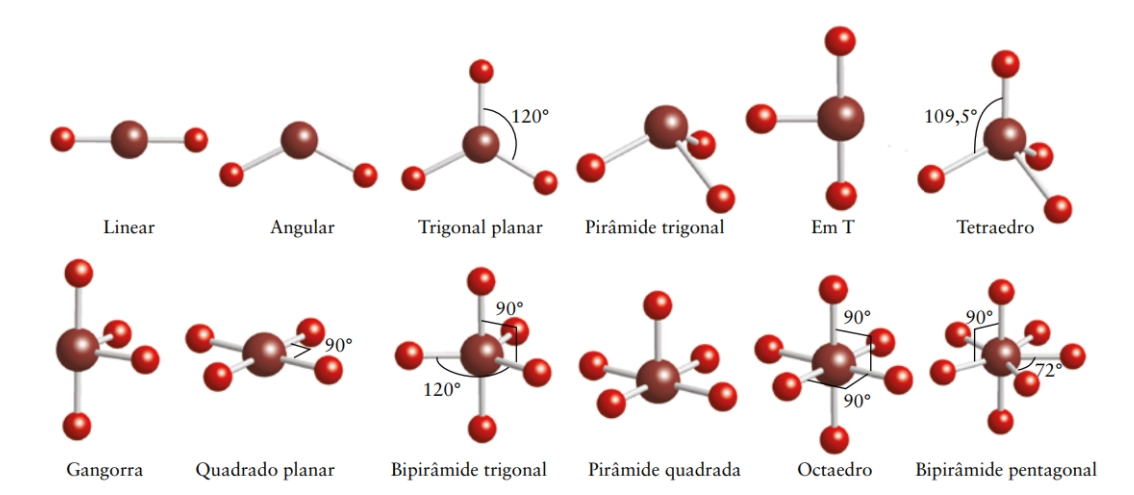 120°
109,5°
Linear
Angular
Trigonal planar
Pirâmide trigonal
Em T
Tetraedro
90°
120°
90°
90°
90°
90°
72°
Gangorra
Quadrado planar
Bipirâmide trigonal
Pirâmide quadrada
Octaedro
Bipirâmide pentagonal